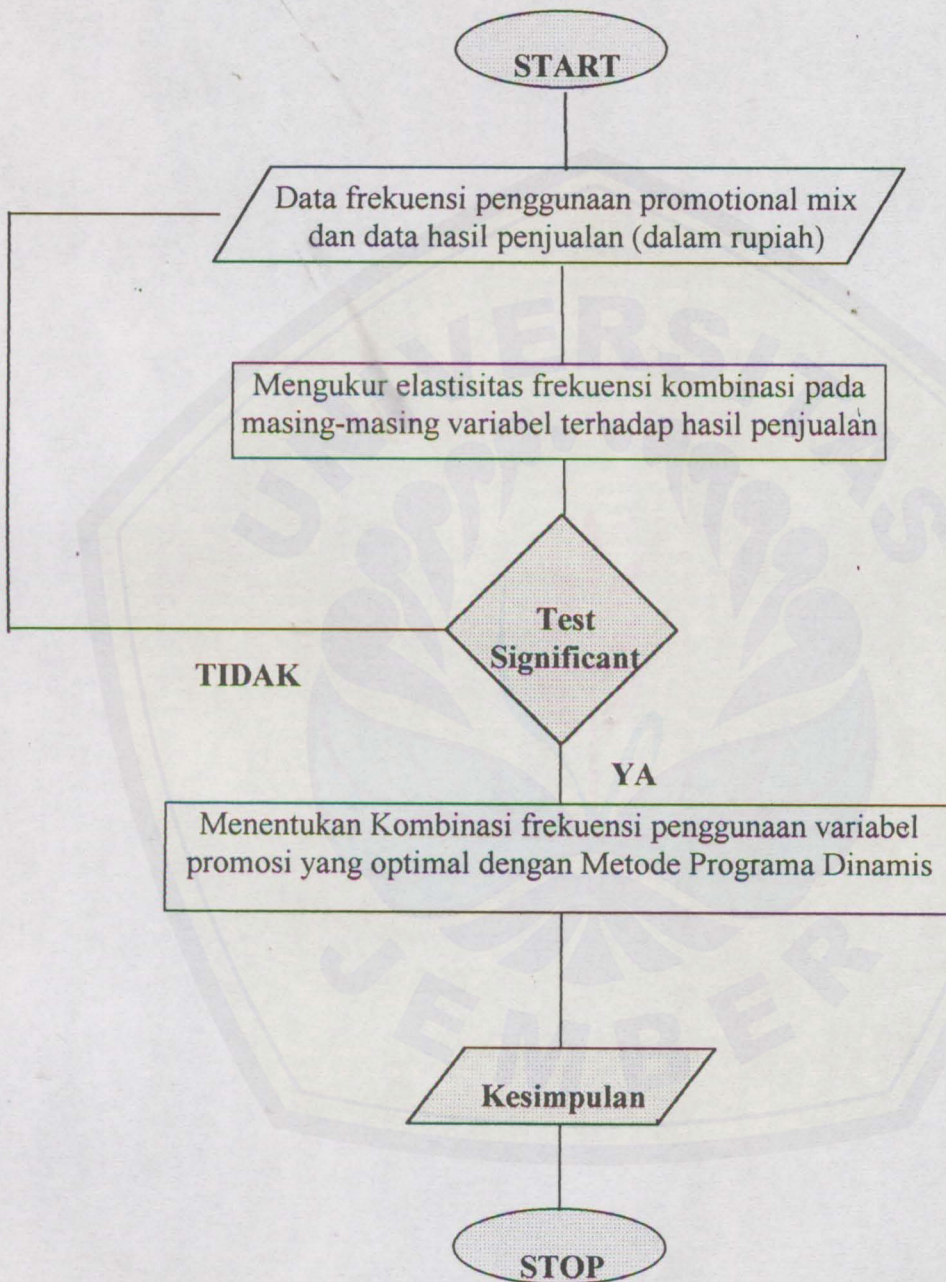 START
Data frekuensi penggunaan promotional mix
dan data hasil penjualan (dalam rupiah)
Mengukur elastisitas frekuensi kombinasi pada
masing-masing variabel terhadap hasil penjualan
Test
Significant
TIDAK
YA
Menentukan Kombinasi frekuensi penggunaan variabel
promosi yang optimal dengan Metode Programa Dinamis
Kesimpulan
STOP
UNIVERSITAS
JEMBER